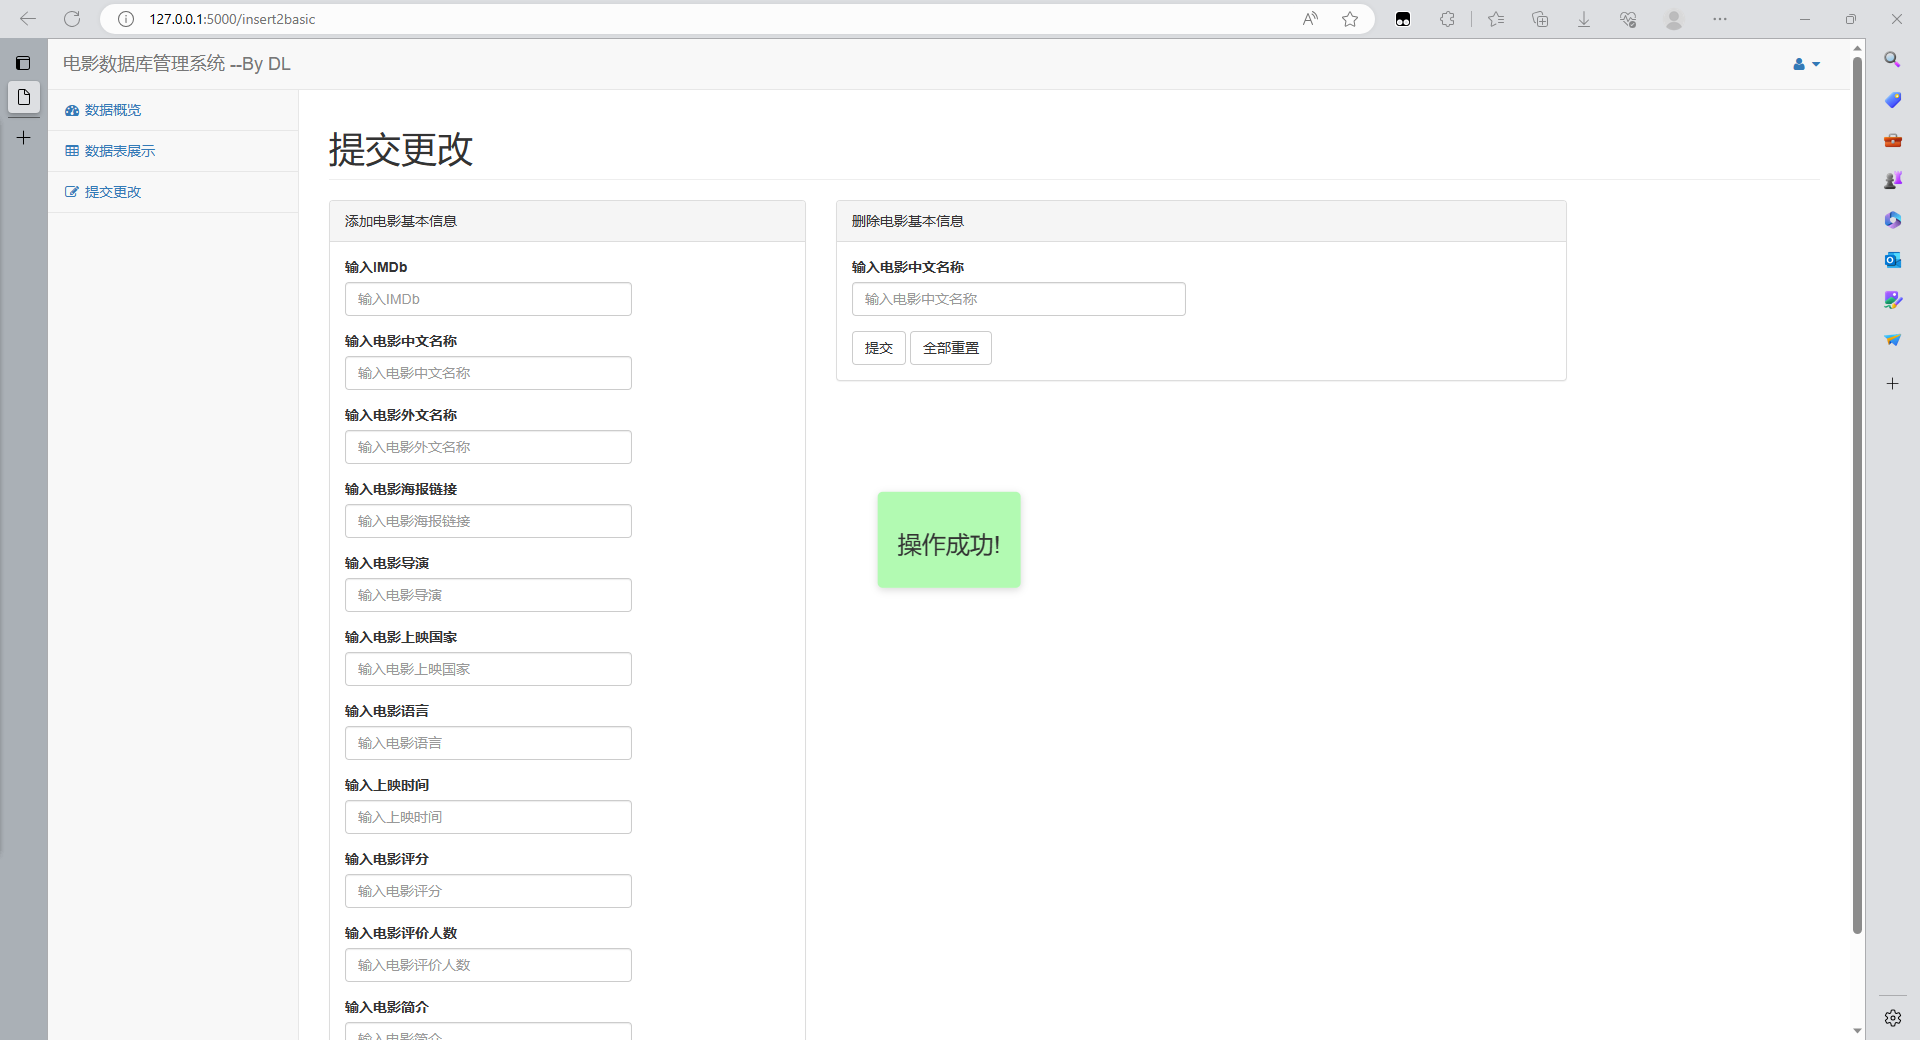 127.0.0.1:5000/insert2basic
电影数据库管理系统 --By DL
数据概览
数据表展示
提交更改
提交更改
添加电影基本信息
输入IMDb
输入IMDb
输入电影中文名称
输入电影中文名称
输入电影外文名称
输入电影外文名称
输入电影海报链接
输入电影海报链接
输入电影导演
输入电影导演
输入电影上映国家
输入电影上映国家
输入电影语言
输入电影语言
输入上映时间
输入上映时间
输入电影评分
输入电影评分
输入电影评价人数
输入电影评价人数
输入电影简介
输入电影简介
删除电影基本信息
输入电影中文名称
输入电影中文名称
提交 全部重置
操作成功!